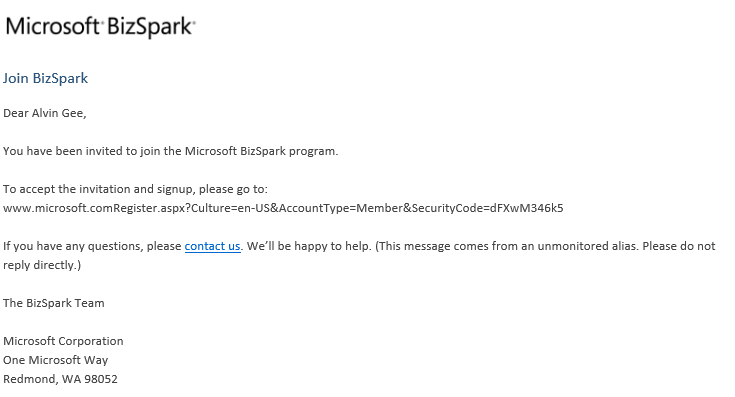 Microsoft BizSpark
Join BizSpark
Dear Alvin Gee,
You have been invited to join the Microsoft BizSpark program.
To accept the invitation and signup, please go to:
www.microsoft.comRegister.aspx?Culture=en-US&AccountType=Member&SecurityCode=dFXwM346k5
If you have any questions, please contact us. We'll be happy to help. (This message comes from an unmonitored alias. Please do not
reply directly.)
The BizSpark Team
Microsoft Corporation
One Microsoft Way
Redmond, WA 98052